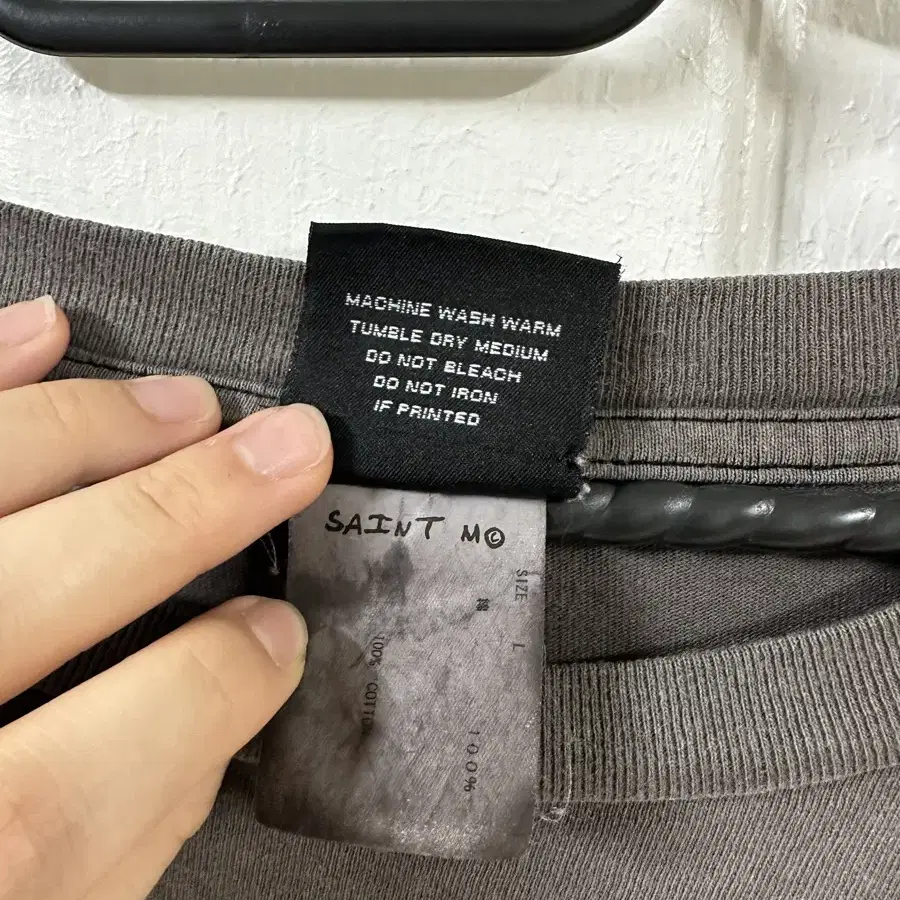 MACHINE WASH WARM
TUMBLE DRY MEDIUM
DO NOT BLEACH
DO NOT IRON
IF PRINTED
SAINT M©
SIZE
L
100% COTTON
100%